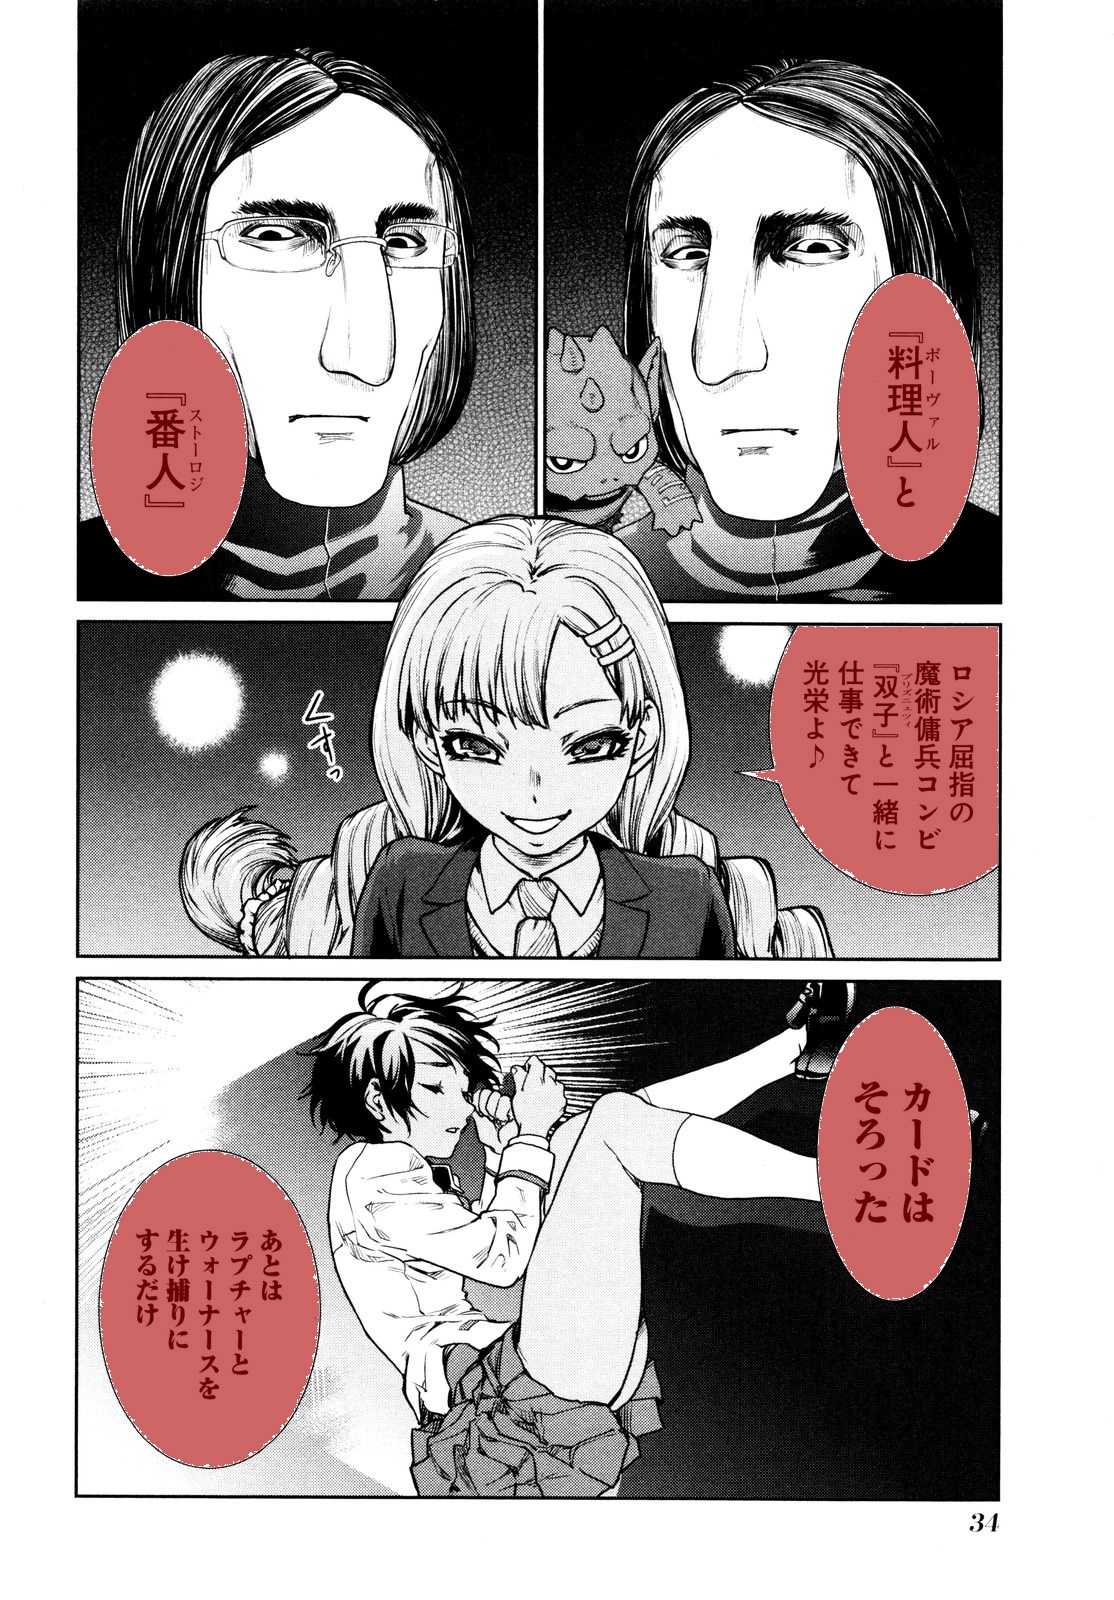 『料理人』と
ポーヴァル
『番人』
ストーロジ
ロシア屈指の
魔術傭兵コンビ
『双子』と一緒に
ブリズニェツィ
仕事できて
光栄よ♪
くすっ
カードは
そろった
あとは
ラプチャーと
ウォーナースを
生け捕りに
するだけ
34